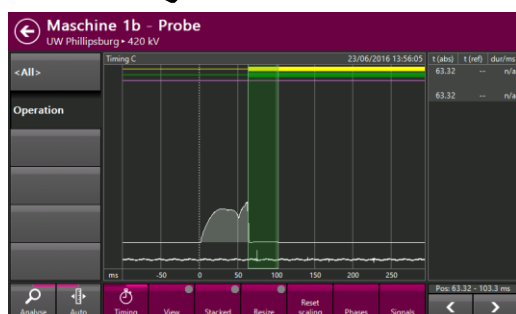 Maschine 1b - Probe
UW Phillipsburg ▸ 420 kV
Timing C 23/06/2016 13:56:05 t (abs) t (ref) dur/ms
<All> 63.32 -- n/a
63.32 -- n/a
Operation
ms -50 0 50 100 150 200 250
Pos: 63.32 - 103.3 ms
Reset
Analyse Auto Timing View Stacked Resize scaling Phases Signals